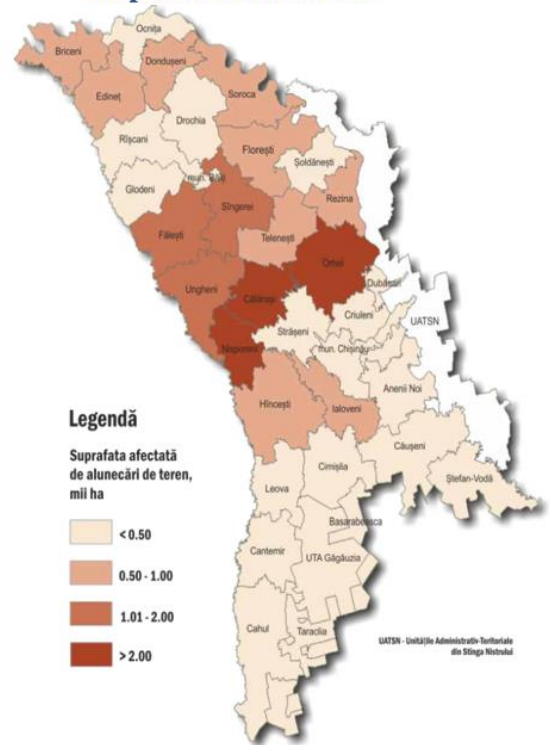 Ocnița
Briceni
Dondușeni
Edineț
Soroca
Drochia
Rîșcani
Florești
Șoldănești
mun. Bălți
Glodeni
Rezina
Sîngerei
Fălești
Telenești
Orhei
Ungheni
Călărași
Dubăsari
Criuleni
UATSN
Strășeni
mun. Chișinău
Nisporeni
Anenii Noi
Hîncești
Ialoveni
Căușeni
Cimișlia
Ștefan-Vodă
Leova
Basarabeasca
Cantemir
UTA Găgăuzia
Cahul
Taraclia
Legendă
Suprafata afectată
de alunecări de teren,
mii ha
< 0.50
0.50 - 1.00
1.01 - 2.00
> 2.00
UATSN - Unitățile Administrativ-Teritoriale
din Stînga Nistrului